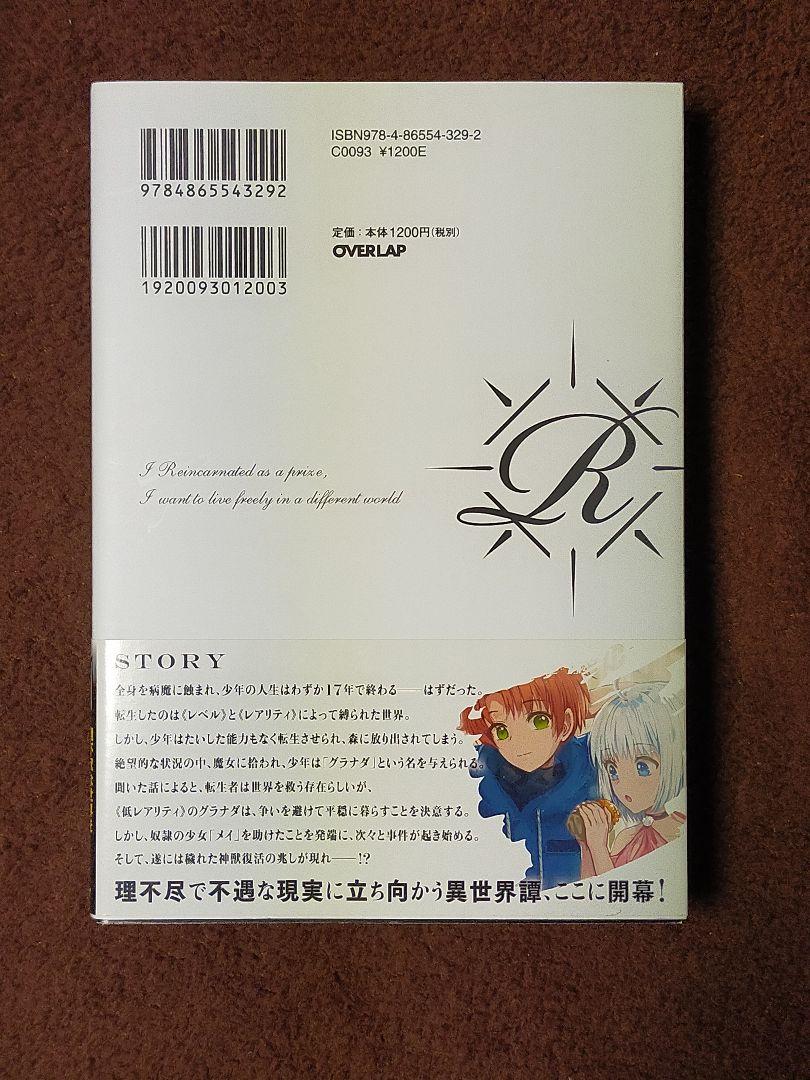 ISBN978-4-86554-329-2
C0093 ¥1200E
9784865543292
定価：本体1200円(税別)
OVERLAP
1920093012003
R
I Reincarnated as a prize,
I want to live freely in a different world
STORY
全身を病魔に蝕まれ、少年の人生はわずか17年で終わる――はずだった。
転生したのは《レベル》と《レアリティ》によって縛られた世界。
しかし、少年はたいした能力もなく転生させられ、森に放り出されてしまう。
絶望的な状況の中、魔女に拾われ、少年は「グラナダ」という名を与えられる。
聞いた話によると、転生者は世界を救う存在らしいが、
《低レアリティ》のグラナダは、争いを避けて平穏に暮らすことを決意する。
しかし、奴隷の少女「メイ」を助けたことを発端に、次々と事件が起き始める。
そして、遂には穢れた神獣復活の兆しが現れ――!?
理不尽で不遇な現実に立ち向かう異世界譚、ここに開幕！